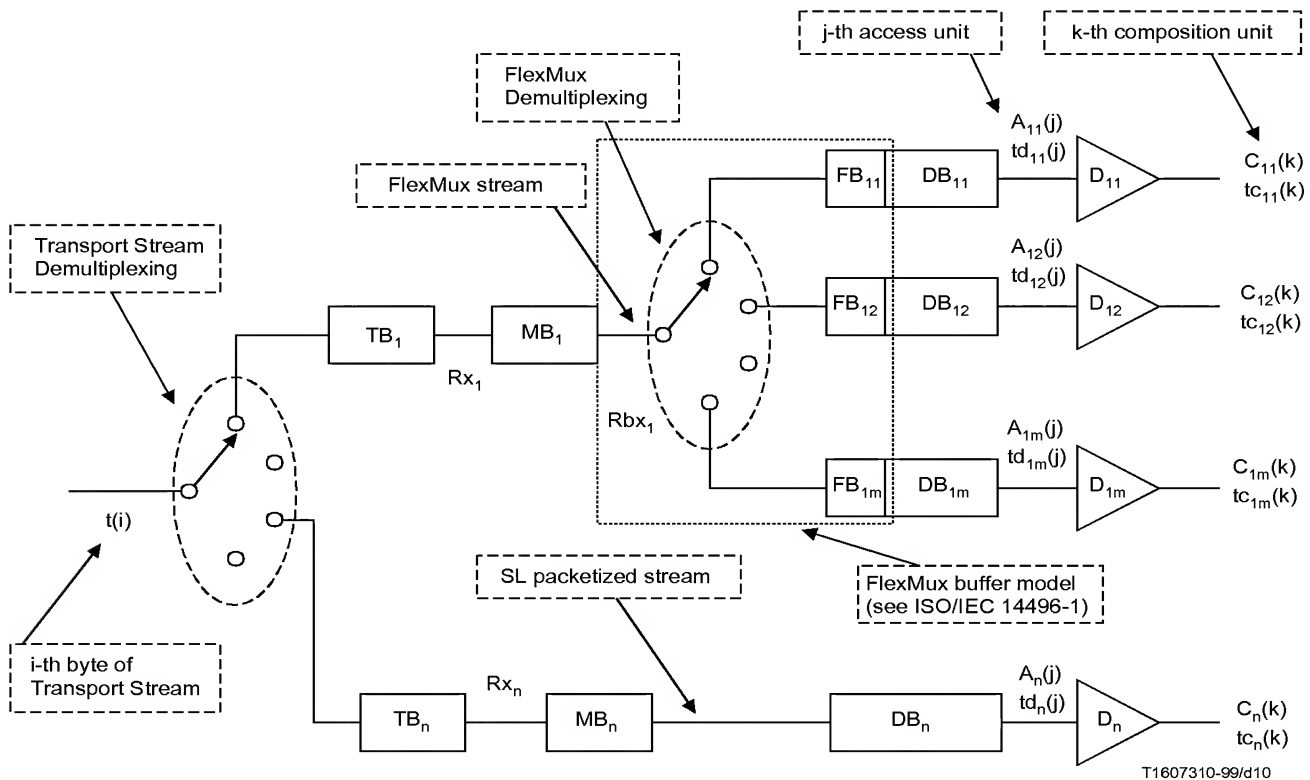 j-th access unit
k-th composition unit
FlexMux
Demultiplexing
A₁₁(j)
td₁₁(j)
FB₁₁
DB₁₁
D₁₁
C₁₁(k)
tc₁₁(k)
FlexMux stream
Transport Stream
Demultiplexing
A₁₂(j)
td₁₂(j)
FB₁₂
DB₁₂
D₁₂
C₁₂(k)
tc₁₂(k)
TB₁
MB₁
Rx₁
Rbx₁
A₁ₘ(j)
td₁ₘ(j)
FB₁ₘ
DB₁ₘ
D₁ₘ
C₁ₘ(k)
tc₁ₘ(k)
t(i)
SL packetized stream
FlexMux buffer model
(see ISO/IEC 14496-1)
i-th byte of
Transport Stream
Rxₙ
TBₙ
MBₙ
DBₙ
Aₙ(j)
tdₙ(j)
Dₙ
Cₙ(k)
tcₙ(k)
T1607310-99/d10